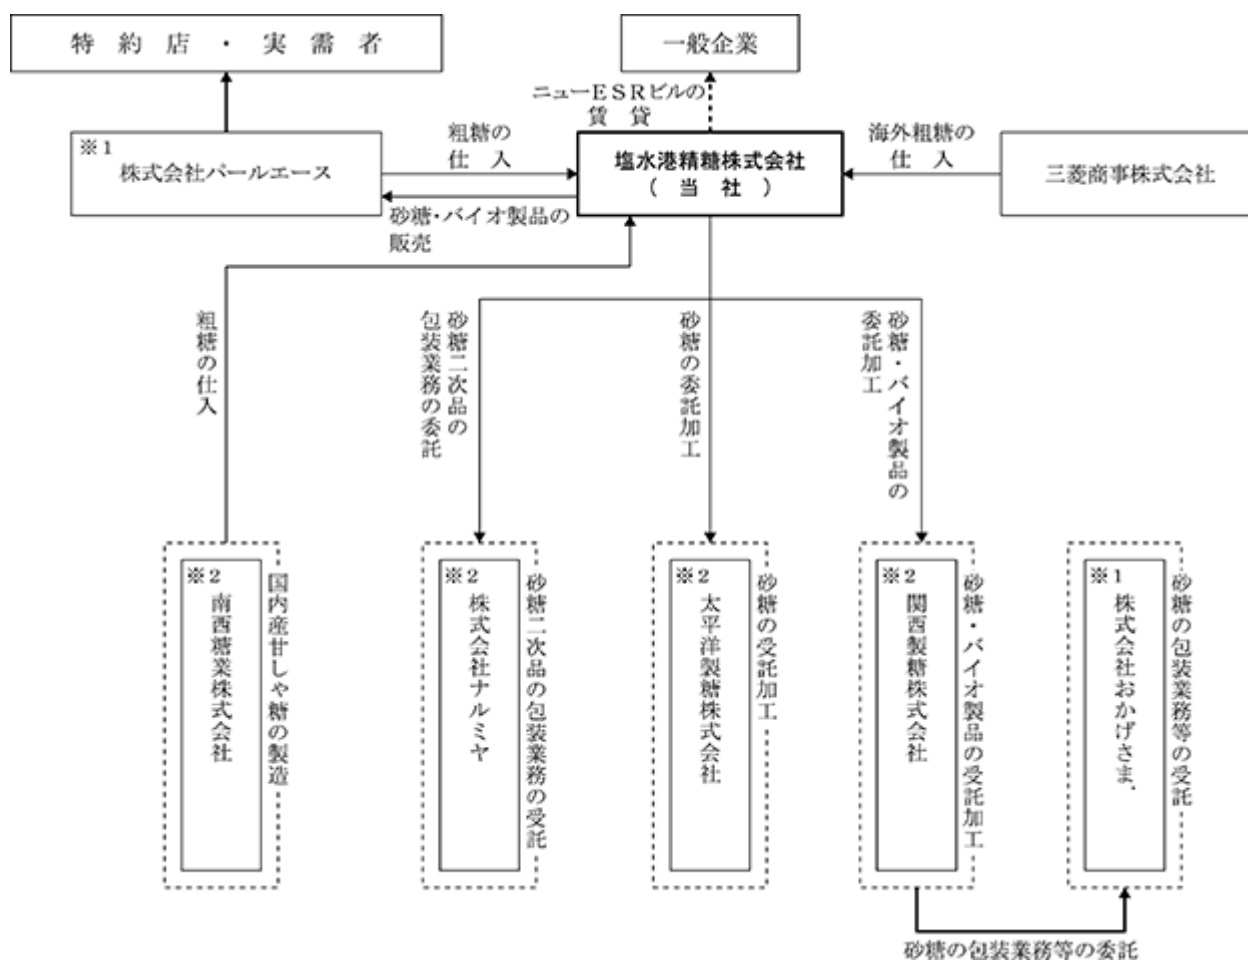 特約店・実需者
一般企業
ニューESRビルの
賃貸
※1
株式会社パールエース
粗糖の
仕入
塩水港精糖株式会社
(当社)
海外粗糖の
仕入
三菱商事株式会社
砂糖・バイオ製品の
販売
粗糖の仕入
砂糖二次品の
包装業務の委託
砂糖の委託加工
砂糖・バイオ製品の
委託加工
※2
南西糖業株式会社
国内産甘しゃ糖の製造
※2
株式会社ナルミヤ
砂糖二次品の包装業務の受託
※2
太平洋製糖株式会社
砂糖の受託加工
※2
関西製糖株式会社
砂糖・バイオ製品の受託加工
※1
株式会社おかげさま.
砂糖の包装業務等の受託
砂糖の包装業務等の委託